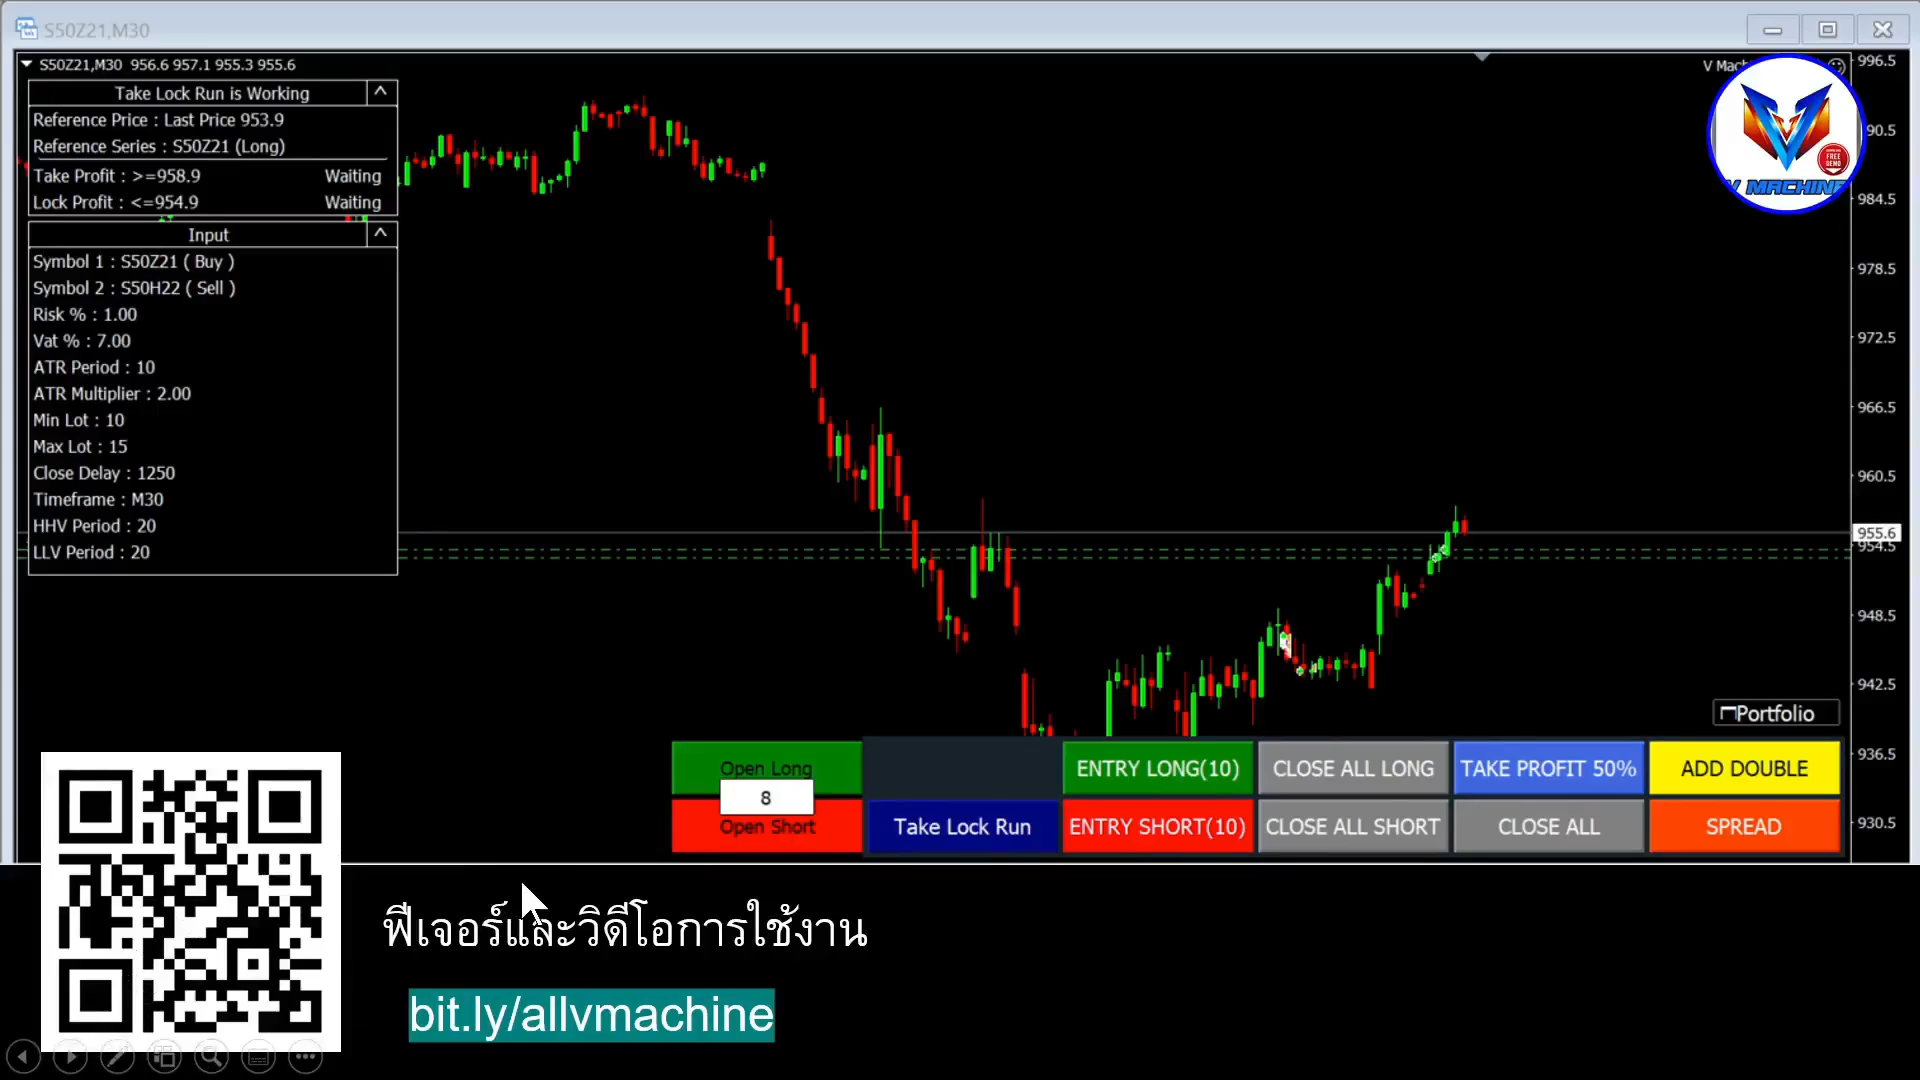 S50Z21,M30
S50Z21,M30 956.6 957.1 955.3 955.6
Take Lock Run is Working
Reference Price : Last Price 953.9
Reference Series : S50Z21 (Long)
Take Profit : >=958.9 Waiting
Lock Profit : <=954.9 Waiting
Input
Symbol 1 : S50Z21 ( Buy )
Symbol 2 : S50H22 ( Sell )
Risk % : 1.00
Vat % : 7.00
ATR Period : 10
ATR Multiplier : 2.00
Min Lot : 10
Max Lot : 15
Close Delay : 1250
Timeframe : M30
HHV Period : 20
LLV Period : 20
V Mac
FREE
DEMO
V MACHINE
996.5
90.5
984.5
978.5
972.5
966.5
960.5
955.6
954.5
948.5
942.5
936.5
930.5
Portfolio
Open Long
8
Open Short
Take Lock Run
ENTRY LONG(10)
CLOSE ALL LONG
TAKE PROFIT 50%
ADD DOUBLE
ENTRY SHORT(10)
CLOSE ALL SHORT
CLOSE ALL
SPREAD
ฟีเจอร์และวิดีโอการใช้งาน
bit.ly/allvmachine